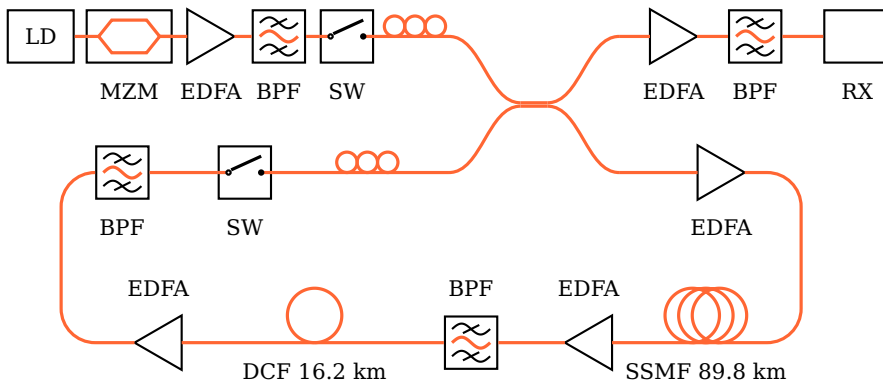 LD
MZM
EDFA
BPF
SW
EDFA
BPF
RX
BPF
SW
EDFA
EDFA
BPF
EDFA
DCF 16.2 km
SSMF 89.8 km